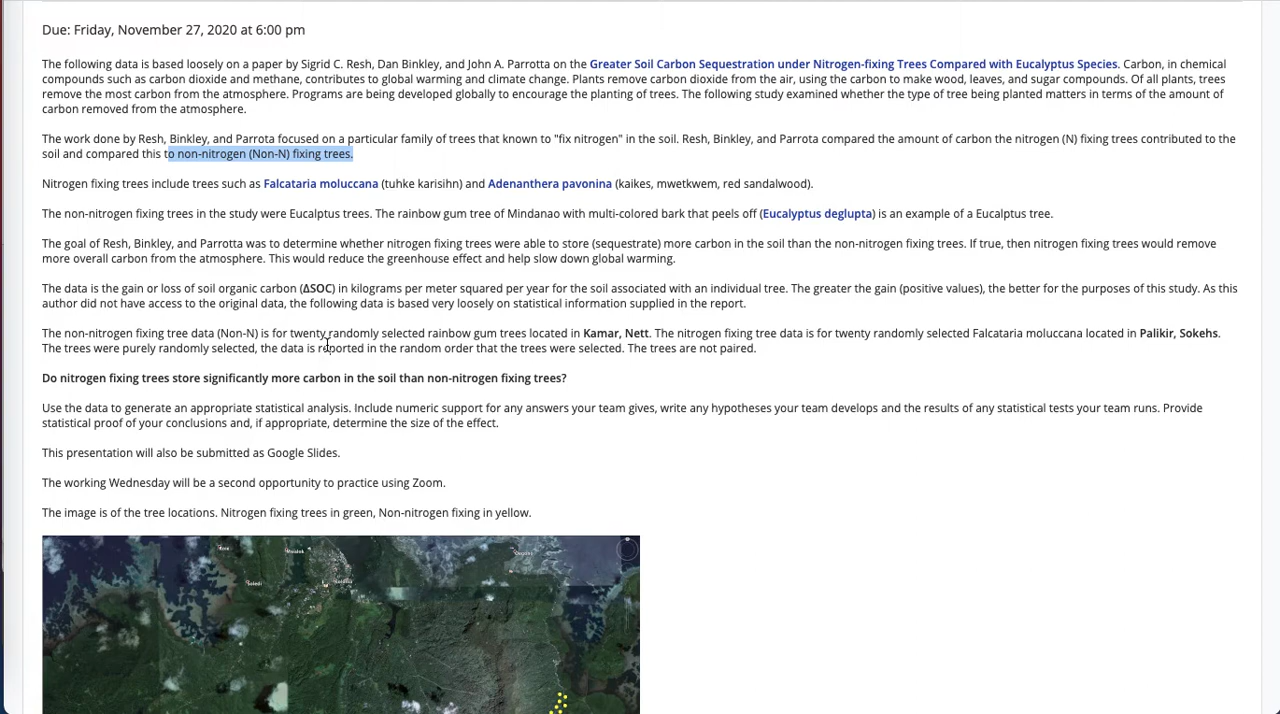 Due: Friday, November 27, 2020 at 6:00 pm
The following data is based loosely on a paper by Sigrid C. Resh, Dan Binkley, and John A. Parrotta on the Greater Soil Carbon Sequestration under Nitrogen-fixing Trees Compared with Eucalyptus Species. Carbon, in chemical
compounds such as carbon dioxide and methane, contributes to global warming and climate change. Plants remove carbon dioxide from the air, using the carbon to make wood, leaves, and sugar compounds. Of all plants, trees
remove the most carbon from the atmosphere. Programs are being developed globally to encourage the planting of trees. The following study examined whether the type of tree being planted matters in terms of the amount of
carbon removed from the atmosphere.
The work done by Resh, Binkley, and Parrota focused on a particular family of trees that known to "fix nitrogen" in the soil. Resh, Binkley, and Parrota compared the amount of carbon the nitrogen (N) fixing trees contributed to the
soil and compared this to non-nitrogen (Non-N) fixing trees.
Nitrogen fixing trees include trees such as Falcataria moluccana (tuhke karisihn) and Adenanthera pavonina (kaikes, mwetkwem, red sandalwood).
The non-nitrogen fixing trees in the study were Eucalptus trees. The rainbow gum tree of Mindanao with multi-colored bark that peels off (Eucalyptus deglupta) is an example of a Eucalptus tree.
The goal of Resh, Binkley, and Parrotta was to determine whether nitrogen fixing trees were able to store (sequestrate) more carbon in the soil than the non-nitrogen fixing trees. If true, then nitrogen fixing trees would remove
more overall carbon from the atmosphere. This would reduce the greenhouse effect and help slow down global warming.
The data is the gain or loss of soil organic carbon (ΔSOC) in kilograms per meter squared per year for the soil associated with an individual tree. The greater the gain (positive values), the better for the purposes of this study. As this
author did not have access to the original data, the following data is based very loosely on statistical information supplied in the report.
The non-nitrogen fixing tree data (Non-N) is for twenty randomly selected rainbow gum trees located in Kamar, Nett. The nitrogen fixing tree data is for twenty randomly selected Falcataria moluccana located in Palikir, Sokehs.
The trees were purely randomly selected, the data is reported in the random order that the trees were selected. The trees are not paired.
Do nitrogen fixing trees store significantly more carbon in the soil than non-nitrogen fixing trees?
Use the data to generate an appropriate statistical analysis. Include numeric support for any answers your team gives, write any hypotheses your team develops and the results of any statistical tests your team runs. Provide
statistical proof of your conclusions and, if appropriate, determine the size of the effect.
This presentation will also be submitted as Google Slides.
The working Wednesday will be a second opportunity to practice using Zoom.
The image is of the tree locations. Nitrogen fixing trees in green, Non-nitrogen fixing in yellow.